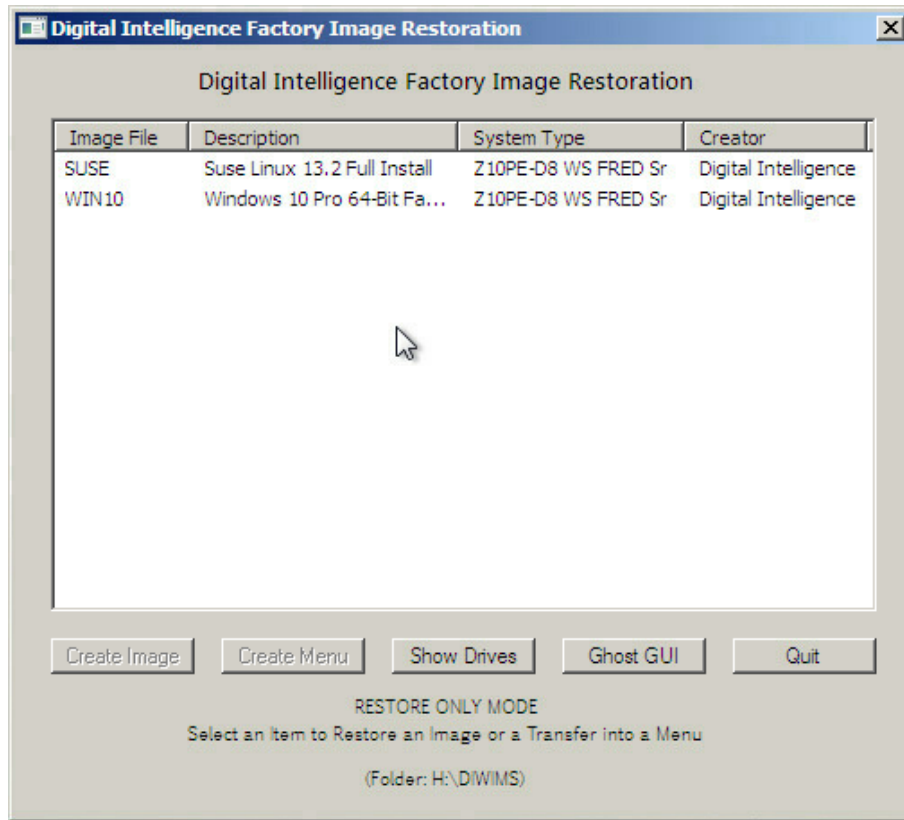 Digital Intelligence Factory Image Restoration
Digital Intelligence Factory Image Restoration
Image File Description System Type Creator
SUSE Suse Linux 13.2 Full Install Z10PE-D8 WS FRED Sr Digital Intelligence
WIN10 Windows 10 Pro 64-Bit Fa... Z10PE-D8 WS FRED Sr Digital Intelligence
Create Image Create Menu Show Drives Ghost GUI Quit
RESTORE ONLY MODE
Select an Item to Restore an Image or a Transfer into a Menu
(Folder: H:\DIWIMS)